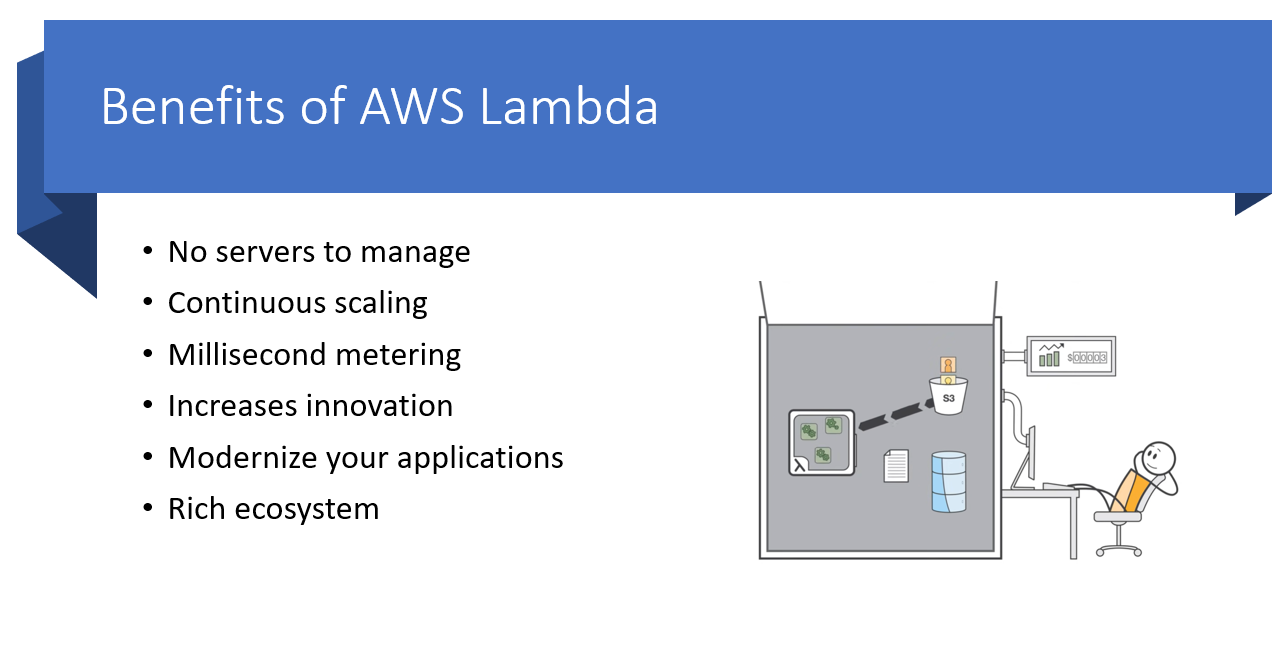 Benefits of AWS Lambda
• No servers to manage
• Continuous scaling
• Millisecond metering
• Increases innovation
• Modernize your applications
• Rich ecosystem
$00003
S3
λ